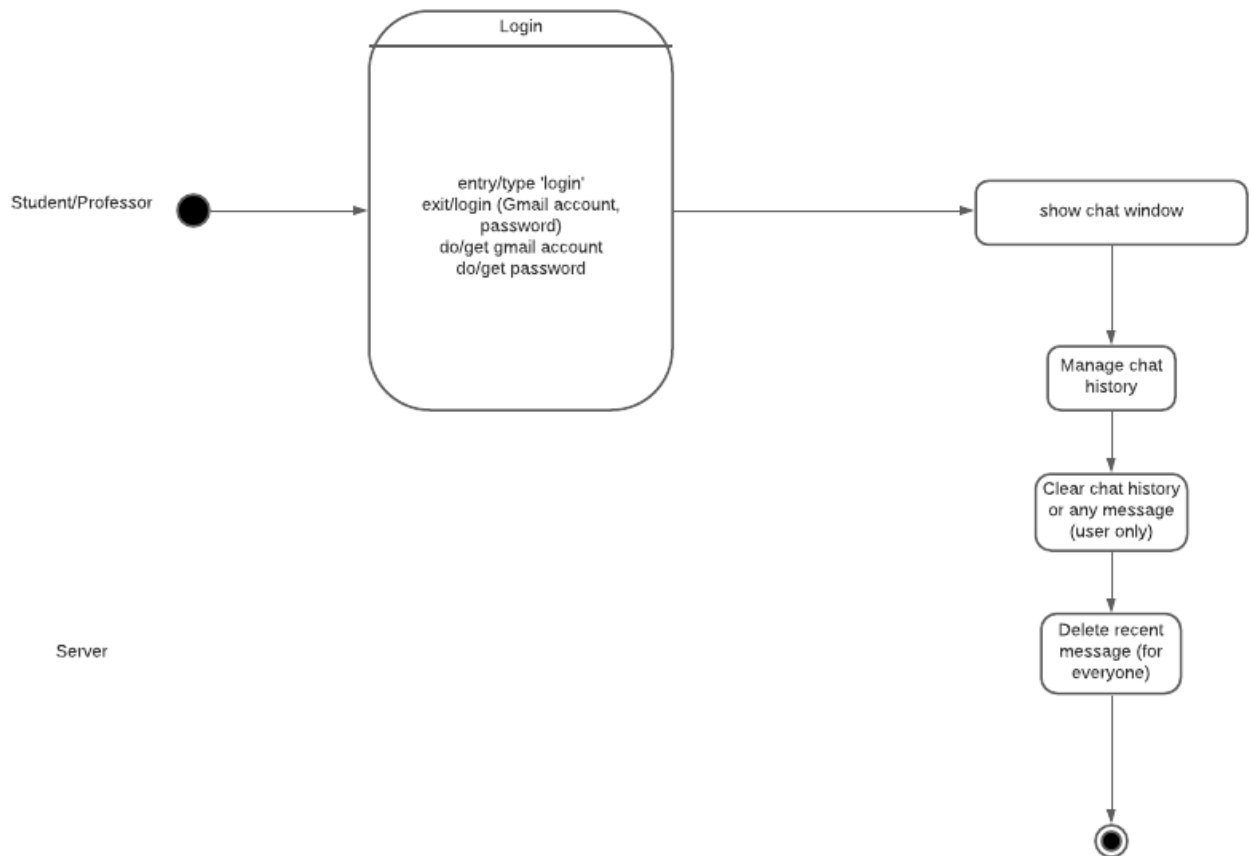 Login
entry/type 'login'
exit/login (Gmail account,
password)
do/get gmail account
do/get password
Student/Professor
show chat window
Manage chat
history
Clear chat history
or any message
(user only)
Delete recent
message (for
everyone)
Server